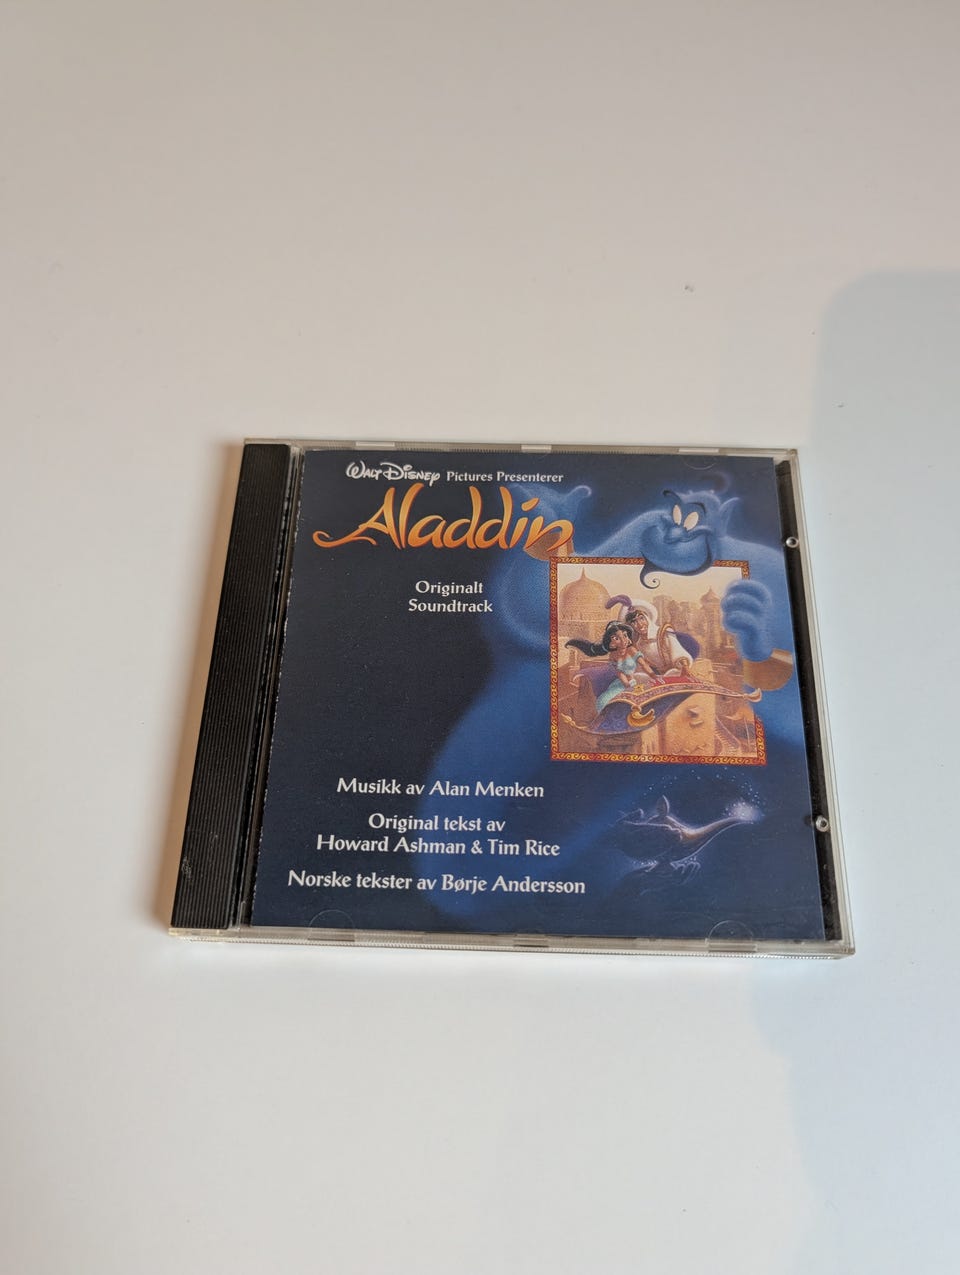 Walt Disney Pictures Presenterer
Aladdin
Originalt
Soundtrack
Musikk av Alan Menken
Original tekst av
Howard Ashman & Tim Rice
Norske tekster av Børje Andersson